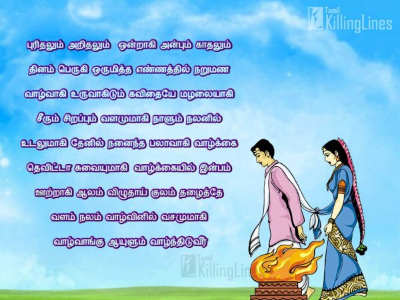 Tamil
KillingLines
புரிதலும் அறிதலும் ஒன்றாகி அன்பும் காதலும்
தினம் பெருகி ஒருமித்த எண்ணத்தில் நறுமண
வாழ்வாகி உருவாகிடும் கவிதையே மழலையாகி
சீரும் சிறப்பும் வளமுமாகி நாளும் நலனில்
உடலுமாகி தேனில் நனைந்த பலாவாகி வாழ்க்கை
தெவிட்டா சுவையுமாகி வாழ்க்கையில் இன்பம்
ஊற்றாகி ஆலம் விழுதாய் குலம் தழைத்தே
வளம் நலம் வாழ்வினில் வசமுமாகி
வாழ்வாங்கு ஆயுளும் வாழ்ந்திடுவீர்
Tamil
KillingLines